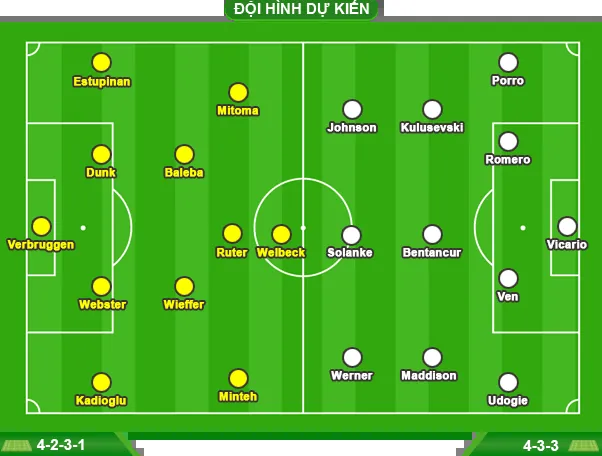 ĐỘI HÌNH DỰ KIẾN
Estupinan
Mitoma
Porro
Johnson
Kulusevski
Dunk
Baleba
Romero
Verbruggen
Ruter
Welbeck
Solanke
Bentancur
Vicario
Webster
Wieffer
Ven
Kadioglu
Minteh
Werner
Maddison
Udogie
4-2-3-1
4-3-3